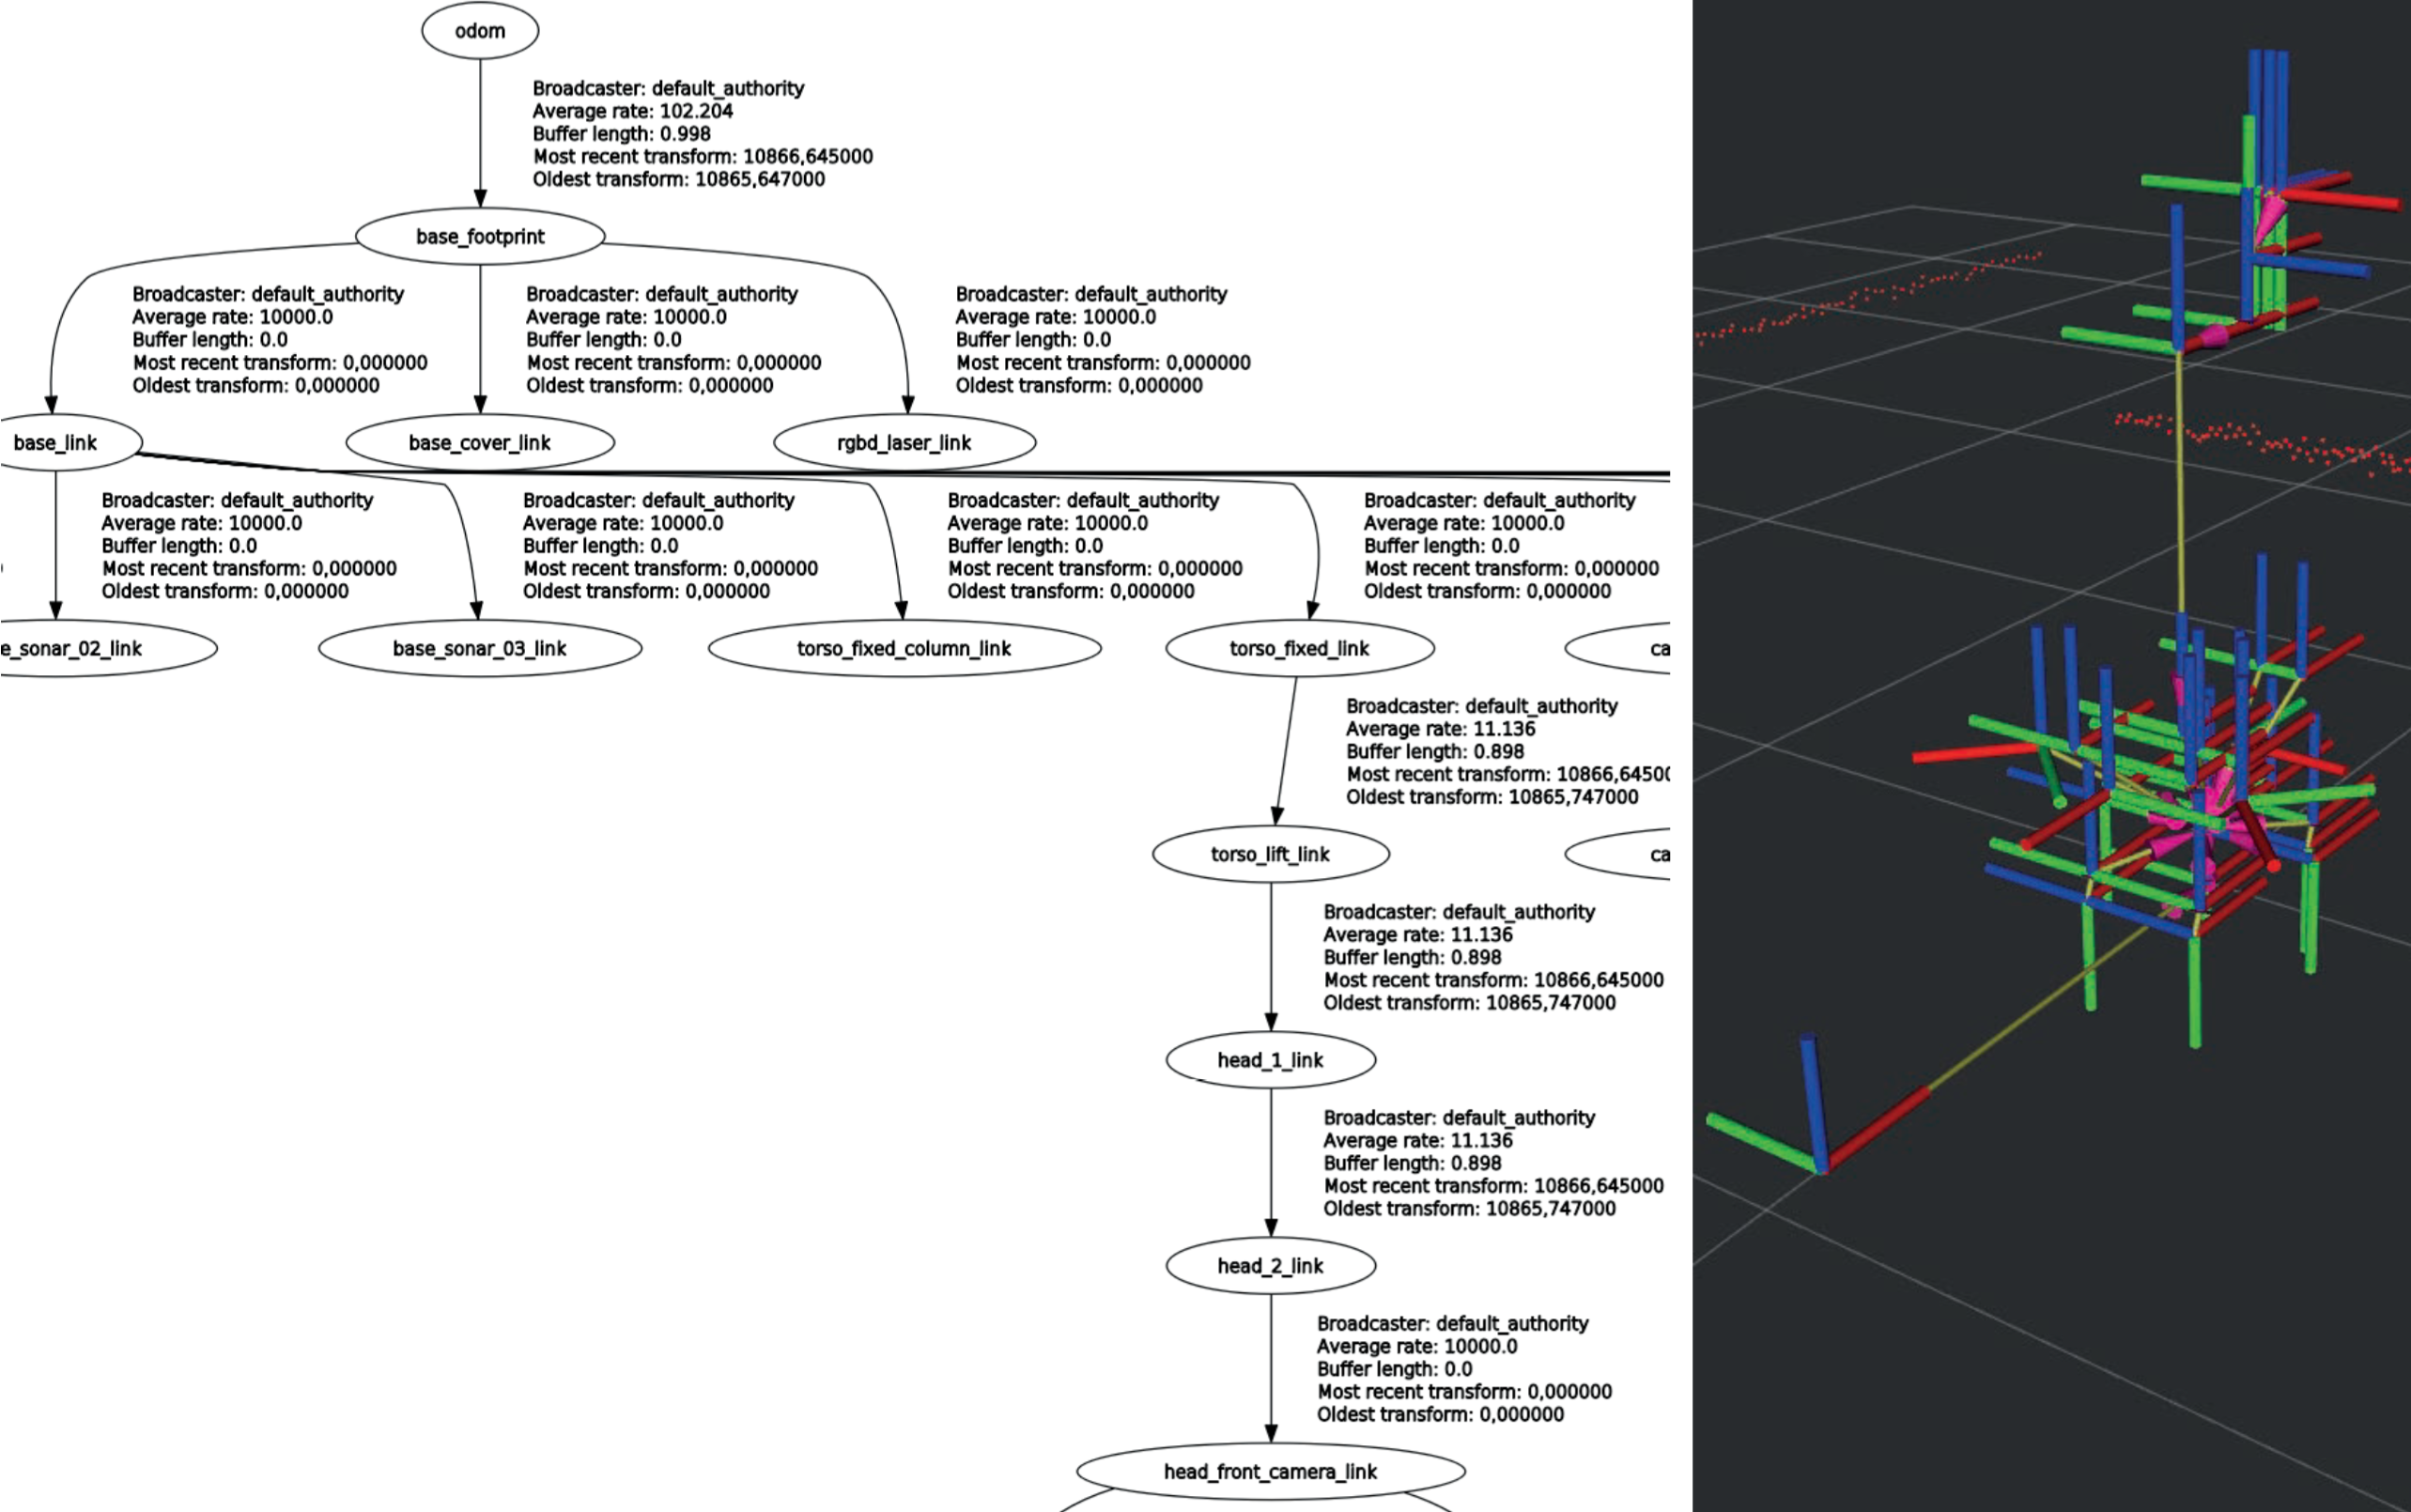 odom
Broadcaster: default_authority
Average rate: 102.204
Buffer length: 0.998
Most recent transform: 10866,645000
Oldest transform: 10865,647000
base_footprint
Broadcaster: default_authority
Average rate: 10000.0
Buffer length: 0.0
Most recent transform: 0,000000
Oldest transform: 0,000000
Broadcaster: default_authority
Average rate: 10000.0
Buffer length: 0.0
Most recent transform: 0,000000
Oldest transform: 0,000000
Broadcaster: default_authority
Average rate: 10000.0
Buffer length: 0.0
Most recent transform: 0,000000
Oldest transform: 0,000000
base_link
base_cover_link
rgbd_laser_link
Broadcaster: default_authority
Average rate: 10000.0
Buffer length: 0.0
Most recent transform: 0,000000
Oldest transform: 0,000000
Broadcaster: default_authority
Average rate: 10000.0
Buffer length: 0.0
Most recent transform: 0,000000
Oldest transform: 0,000000
Broadcaster: default_authority
Average rate: 10000.0
Buffer length: 0.0
Most recent transform: 0,000000
Oldest transform: 0,000000
Broadcaster: default_authority
Average rate: 10000.0
Buffer length: 0.0
Most recent transform: 0,000000
Oldest transform: 0,000000
e_sonar_02_link
base_sonar_03_link
torso_fixed_column_link
torso_fixed_link
ca
Broadcaster: default_authority
Average rate: 11.136
Buffer length: 0.898
Most recent transform: 10866,64500
Oldest transform: 10865,747000
torso_lift_link
ca
Broadcaster: default_authority
Average rate: 11.136
Buffer length: 0.898
Most recent transform: 10866,645000
Oldest transform: 10865,747000
head_1_link
Broadcaster: default_authority
Average rate: 11.136
Buffer length: 0.898
Most recent transform: 10866,645000
Oldest transform: 10865,747000
head_2_link
Broadcaster: default_authority
Average rate: 10000.0
Buffer length: 0.0
Most recent transform: 0,000000
Oldest transform: 0,000000
head_front_camera_link